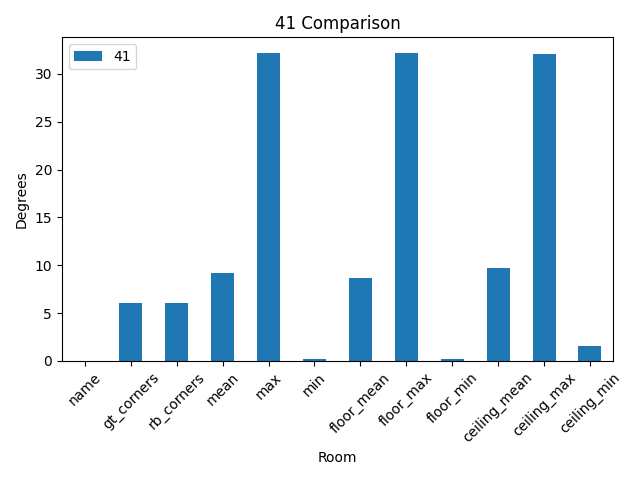 41 Comparison
41
Degrees
30
25
20
15
10
5
0
name
gt_corners
rb_corners
mean
max
min
floor_mean
floor_max
floor_min
ceiling_mean
ceiling_max
ceiling_min
Room